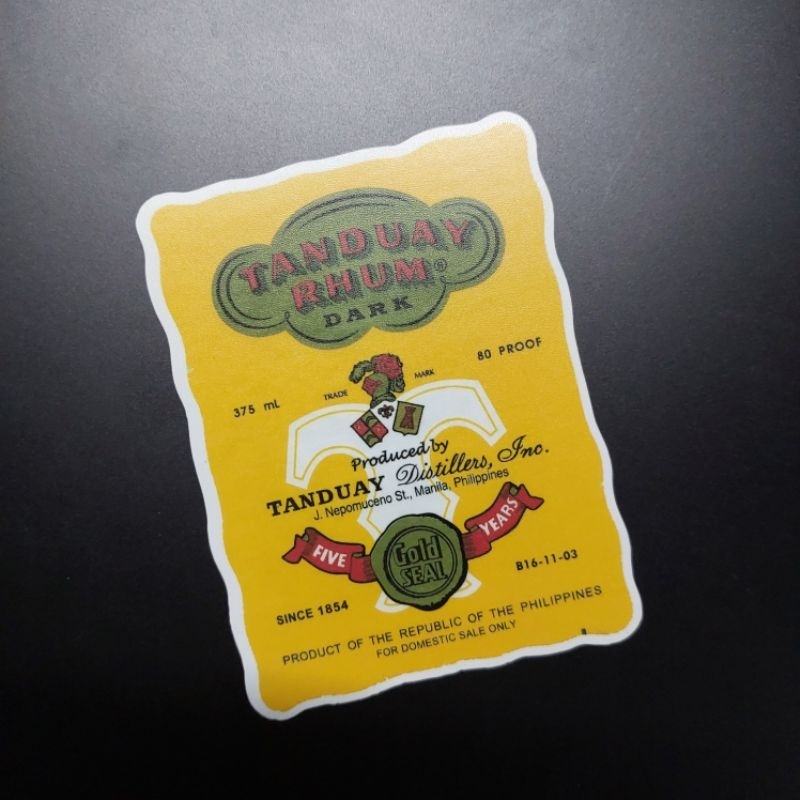 TANDUAY
RHUM®
DARK
80 PROOF
375 mL
TRADE MARK
Produced by
TANDUAY Distillers, Inc.
J. Nepomuceno St., Manila, Philippines
FIVE YEARS
Gold
SEAL
B16-11-03
SINCE 1854
PRODUCT OF THE REPUBLIC OF THE PHILIPPINES
FOR DOMESTIC SALE ONLY